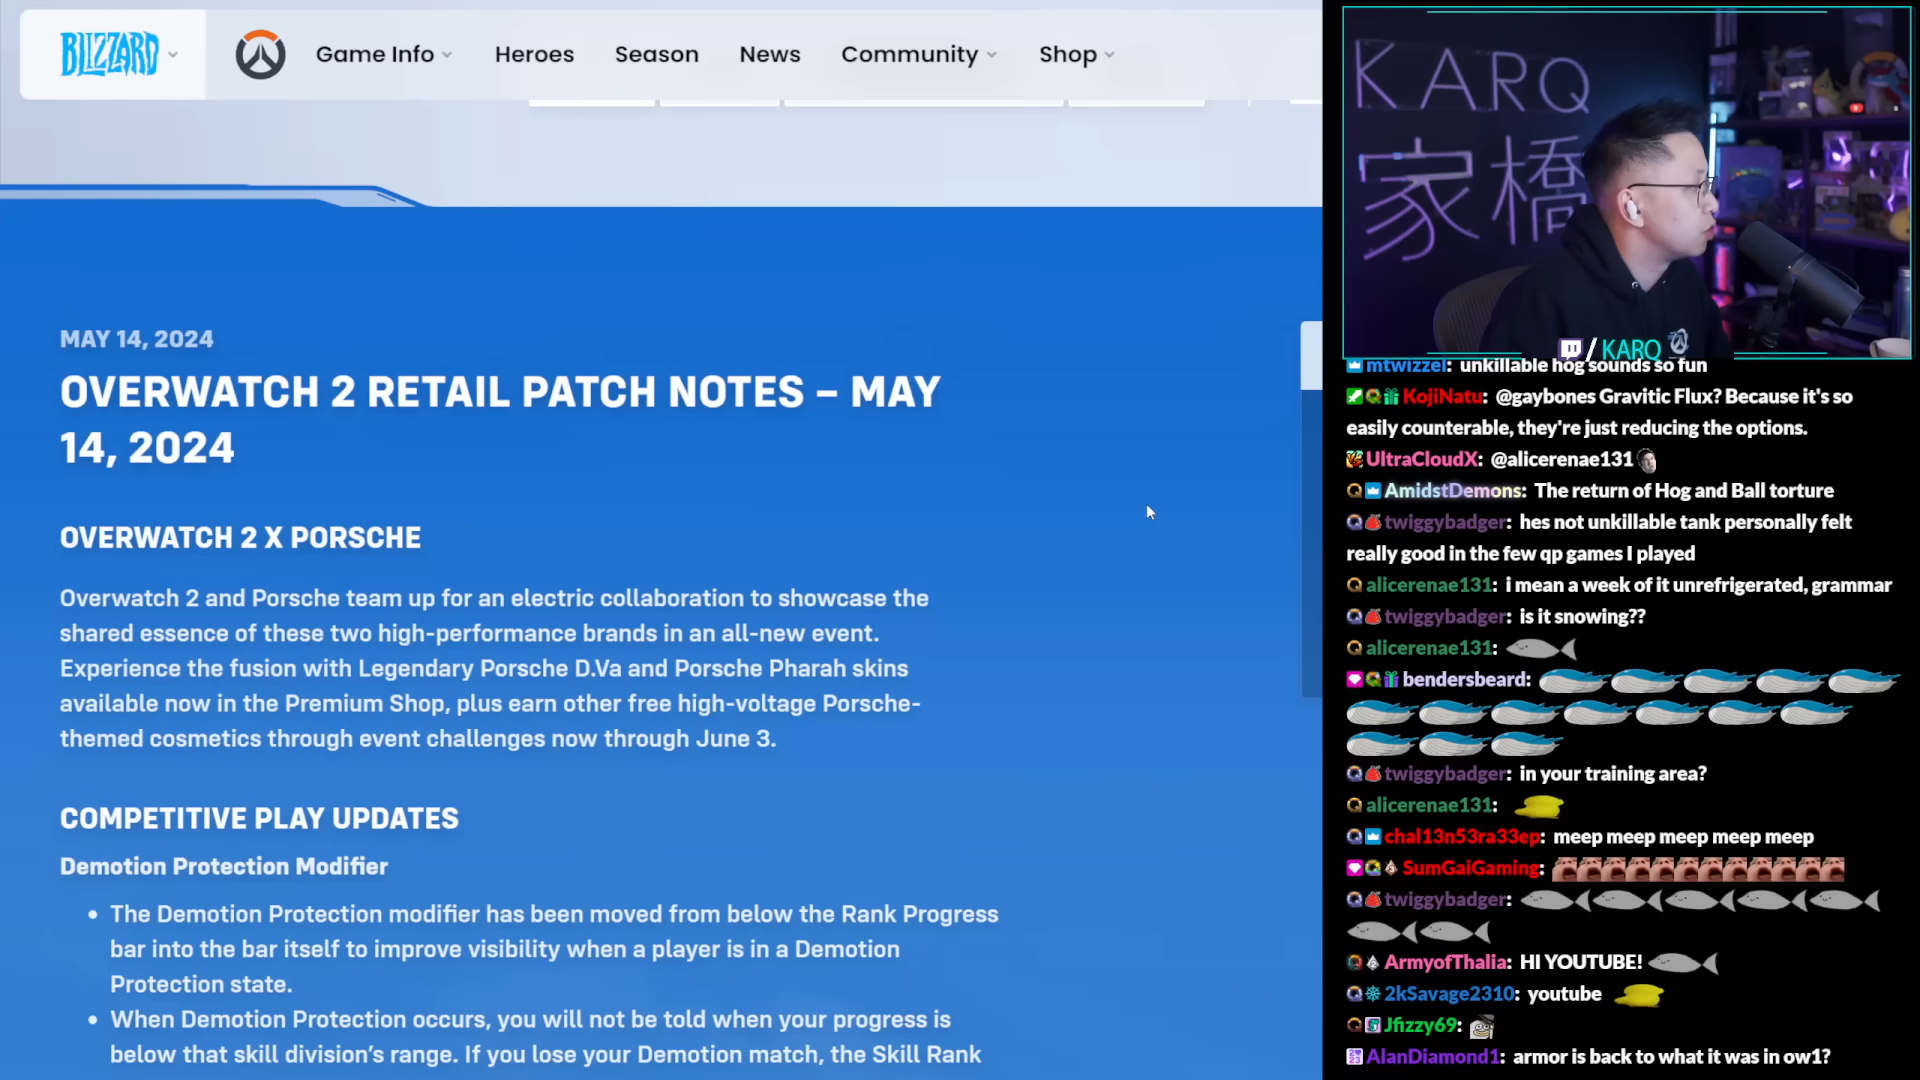 BLIZZARD
Game Info
Heroes
Season
News
Community
Shop
MAY 14, 2024
OVERWATCH 2 RETAIL PATCH NOTES – MAY
14, 2024
OVERWATCH 2 X PORSCHE
Overwatch 2 and Porsche team up for an electric collaboration to showcase the
shared essence of these two high-performance brands in an all-new event.
Experience the fusion with Legendary Porsche D.Va and Porsche Pharah skins
available now in the Premium Shop, plus earn other free high-voltage Porsche-
themed cosmetics through event challenges now through June 3.
COMPETITIVE PLAY UPDATES
Demotion Protection Modifier
• The Demotion Protection modifier has been moved from below the Rank Progress
bar into the bar itself to improve visibility when a player is in a Demotion
Protection state.
• When Demotion Protection occurs, you will not be told when your progress is
below that skill division's range. If you lose your Demotion match, the Skill Rank
KARQ
家橋
/ KARQ
mtwizzel: unkillable hog sounds so fun
KojiNatu: @gaybones Gravitic Flux? Because it's so
easily counterable, they're just reducing the options.
UltraCloudX: @alicerenae131
AmidstDemons: The return of Hog and Ball torture
twiggybadger: hes not unkillable tank personally felt
really good in the few qp games I played
alicerenae131: i mean a week of it unrefrigerated, grammar
twiggybadger: is it snowing??
alicerenae131:
bendersbeard:
twiggybadger: in your training area?
alicerenae131:
chal13n53ra33ep: meep meep meep meep meep
SumGaiGaming:
twiggybadger:
ArmyofThalia: HI YOUTUBE!
2kSavage2310: youtube
Jfizzy69:
AlanDiamond1: armor is back to what it was in ow1?